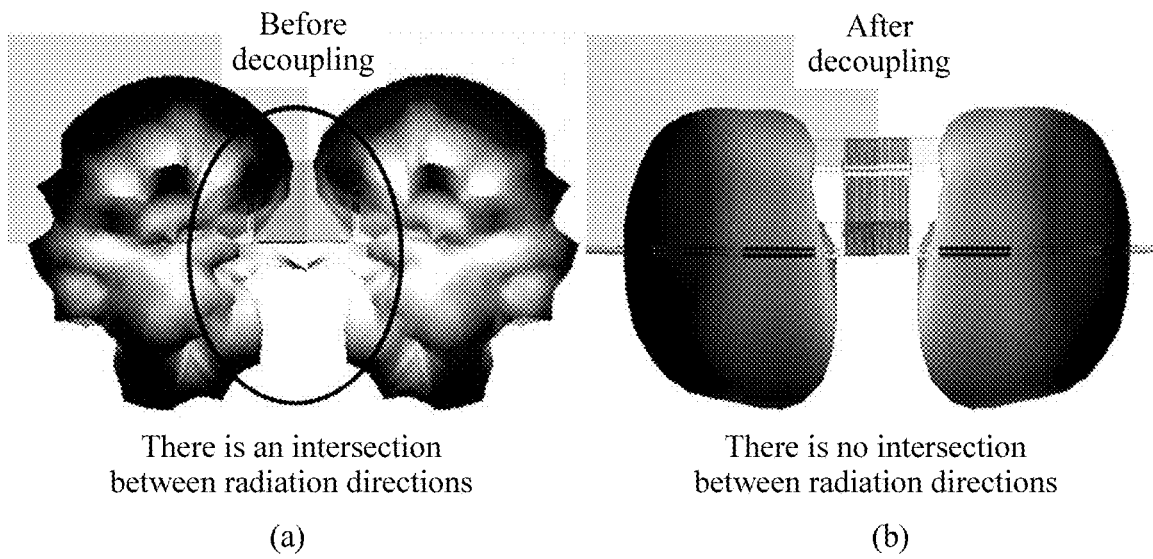 Before
decoupling
There is an intersection
between radiation directions
(a)
After
decoupling
There is no intersection
between radiation directions
(b)